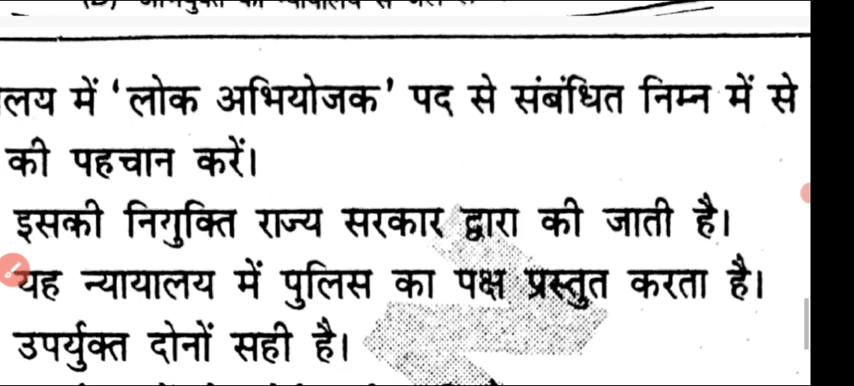 लय में ‘लोक अभियोजक’ पद से संबंधित निम्न में से
की पहचान करें।
इसकी निगुक्ति राज्य सरकार द्वारा की जाती है।
यह न्यायालय में पुलिस का पक्ष प्रस्तुत करता है।
उपर्युक्त दोनों सही है।